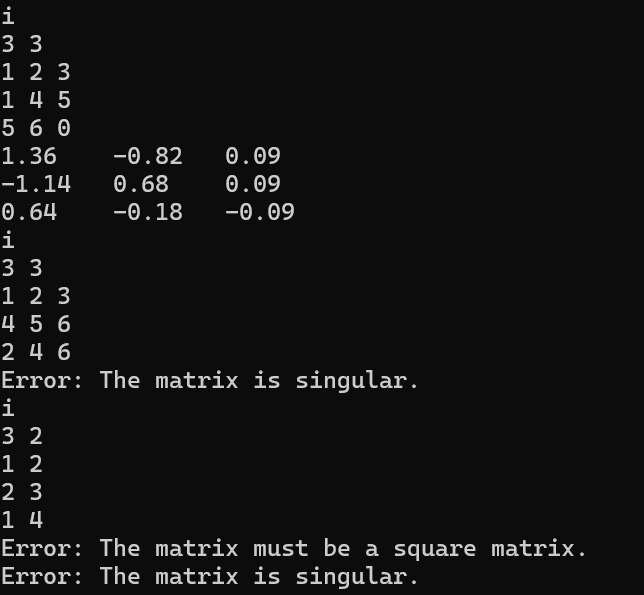 i
3 3
1 2 3
1 4 5
5 6 0
1.36    −0.82   0.09
−1.14   0.68    0.09
0.64    −0.18   −0.09
i
3 3
1 2 3
4 5 6
2 4 6
Error: The matrix is singular.
i
3 2
1 2
2 3
1 4
Error: The matrix must be a square matrix.
Error: The matrix is singular.